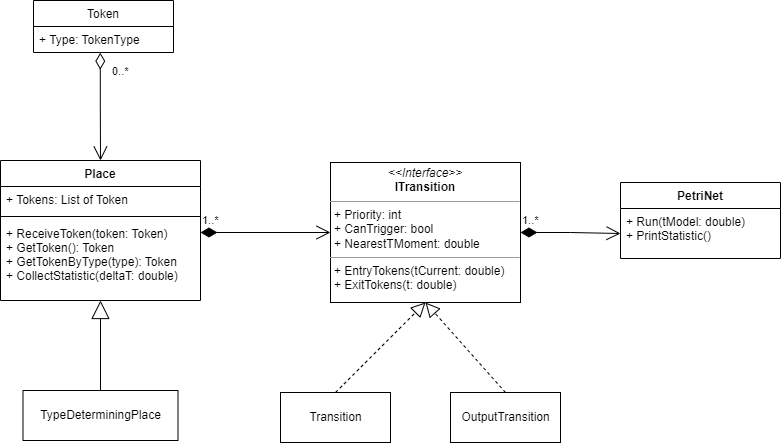 Token
+ Type: TokenType
0..*
Place
+ Tokens: List of Token
+ ReceiveToken(token: Token)
+ GetToken(): Token
+ GetTokenByType(type): Token
+ CollectStatistic(deltaT: double)
1..*
<<Interface>>
ITransition
+ Priority: int
+ CanTrigger: bool
+ NearestTMoment: double
+ EntryTokens(tCurrent: double)
+ ExitTokens(t: double)
1..*
PetriNet
+ Run(tModel: double)
+ PrintStatistic()
TypeDeterminingPlace
Transition
OutputTransition